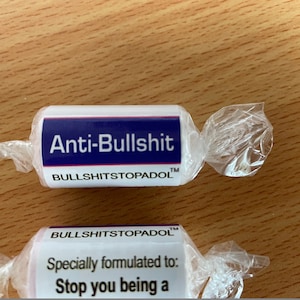 Anti-Bullshit
BULLSHITSTOPADOL™
BULLSHITSTOPADOL™
Specially formulated to:
Stop you being a